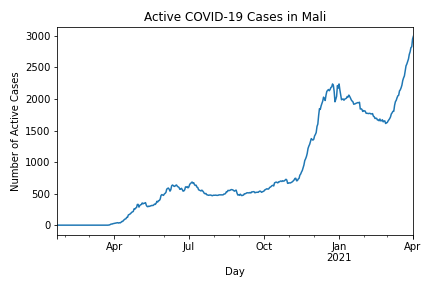 Active COVID-19 Cases in Mali
3000
2500
2000
1500
1000
500
0
Number of Active Cases
Apr
Jul
Oct
Jan
2021
Apr
Day